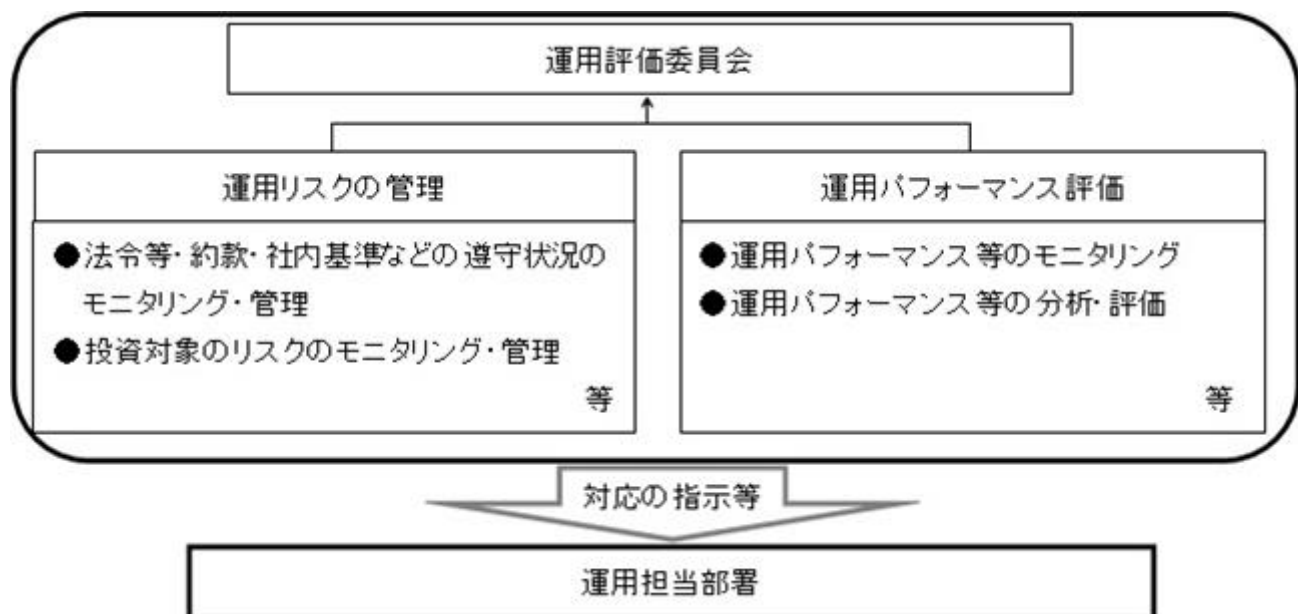 運用評価委員会
運用リスクの管理
●法令等・約款・社内基準などの遵守状況の
モニタリング・管理
●投資対象のリスクのモニタリング・管理
等
運用パフォーマンス評価
●運用パフォーマンス等のモニタリング
●運用パフォーマンス等の分析・評価
等
対応の指示等
運用担当部署